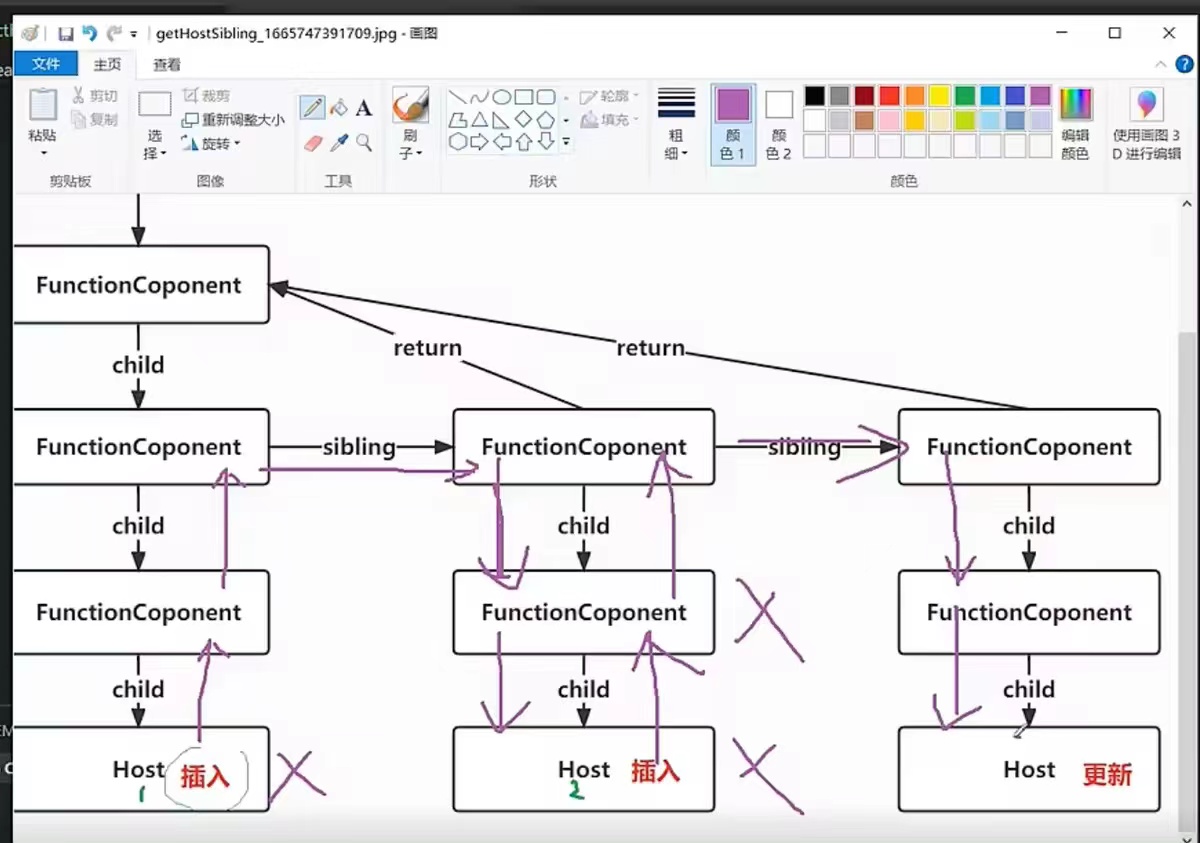 getHostSibling_1665747391709.jpg - 画图
文件 主页 查看
粘贴 剪切 复制 剪贴板
选择 裁剪 重新调整大小 旋转 图像
工具
刷子
轮廓 填充 形状
粗细
颜色 1 颜色 2 编辑颜色 颜色
使用画图 3D 进行编辑
FunctionCoponent
return return
child
FunctionCoponent sibling FunctionCoponent sibling FunctionCoponent
child child child
FunctionCoponent FunctionCoponent FunctionCoponent
child child child
Host 插入 Host 插入 Host 更新
1 2